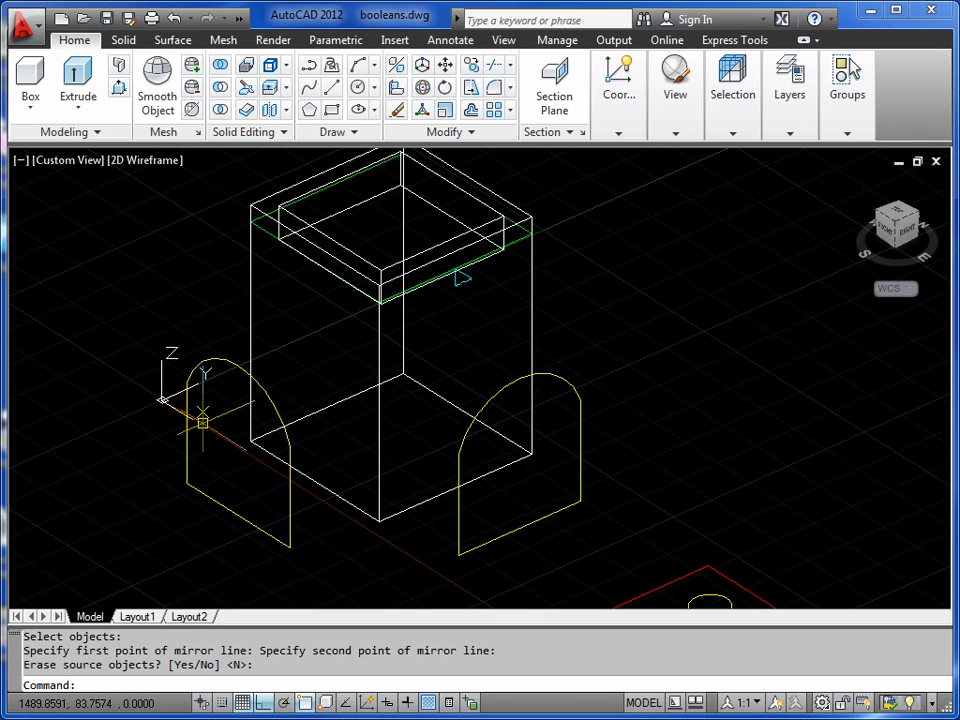 AutoCAD 2012 booleans.dwg
Type a keyword or phrase
Sign In
Home Solid Surface Mesh Render Parametric Insert Annotate View Manage Output Online Express Tools
Box
Extrude
Smooth
Object
Section
Plane
Coor...
View
Selection
Layers
Groups
Modeling
Mesh
Solid Editing
Draw
Modify
Section
[−] [Custom View] [2D Wireframe]
TOP
FRONT
RIGHT
N
S
E
WCS
Z
Y
X
Model Layout1 Layout2
Select objects:
Specify first point of mirror line: Specify second point of mirror line:
Erase source objects? [Yes/No] <N>:
Command:
1489.8591, 83.7574 , 0.0000
MODEL
1:1